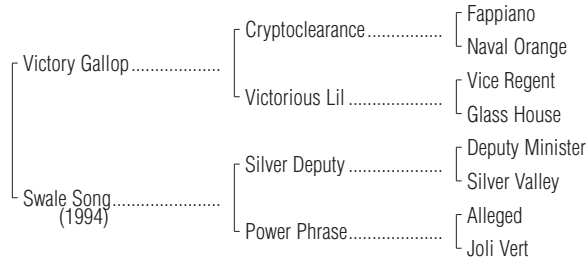 Fappiano
Cryptoclearance..................
Naval Orange
Victory Gallop.....................
Vice Regent
Victorious Lil ......................
Glass House
Deputy Minister
Silver Deputy .....................
Silver Valley
Swale Song.........................
(1994)
Alleged
Power Phrase.....................
Joli Vert